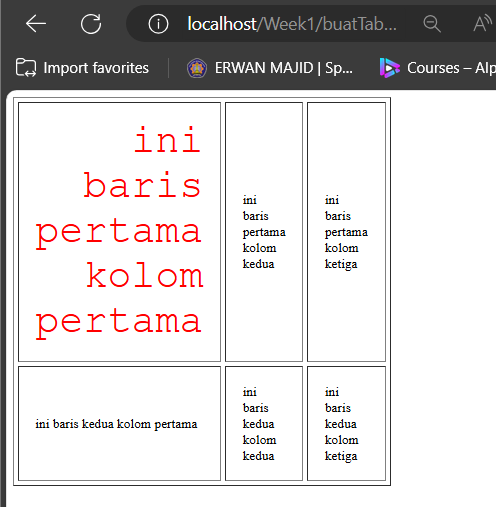 localhost/Week1/buatTab...
Import favorites
ERWAN MAJID | Sp...
Courses – Alp
ini
baris
pertama
kolom
pertama
ini
baris
pertama
kolom
kedua
ini
baris
pertama
kolom
ketiga
ini baris kedua kolom pertama
ini
baris
kedua
kolom
kedua
ini
baris
kedua
kolom
ketiga